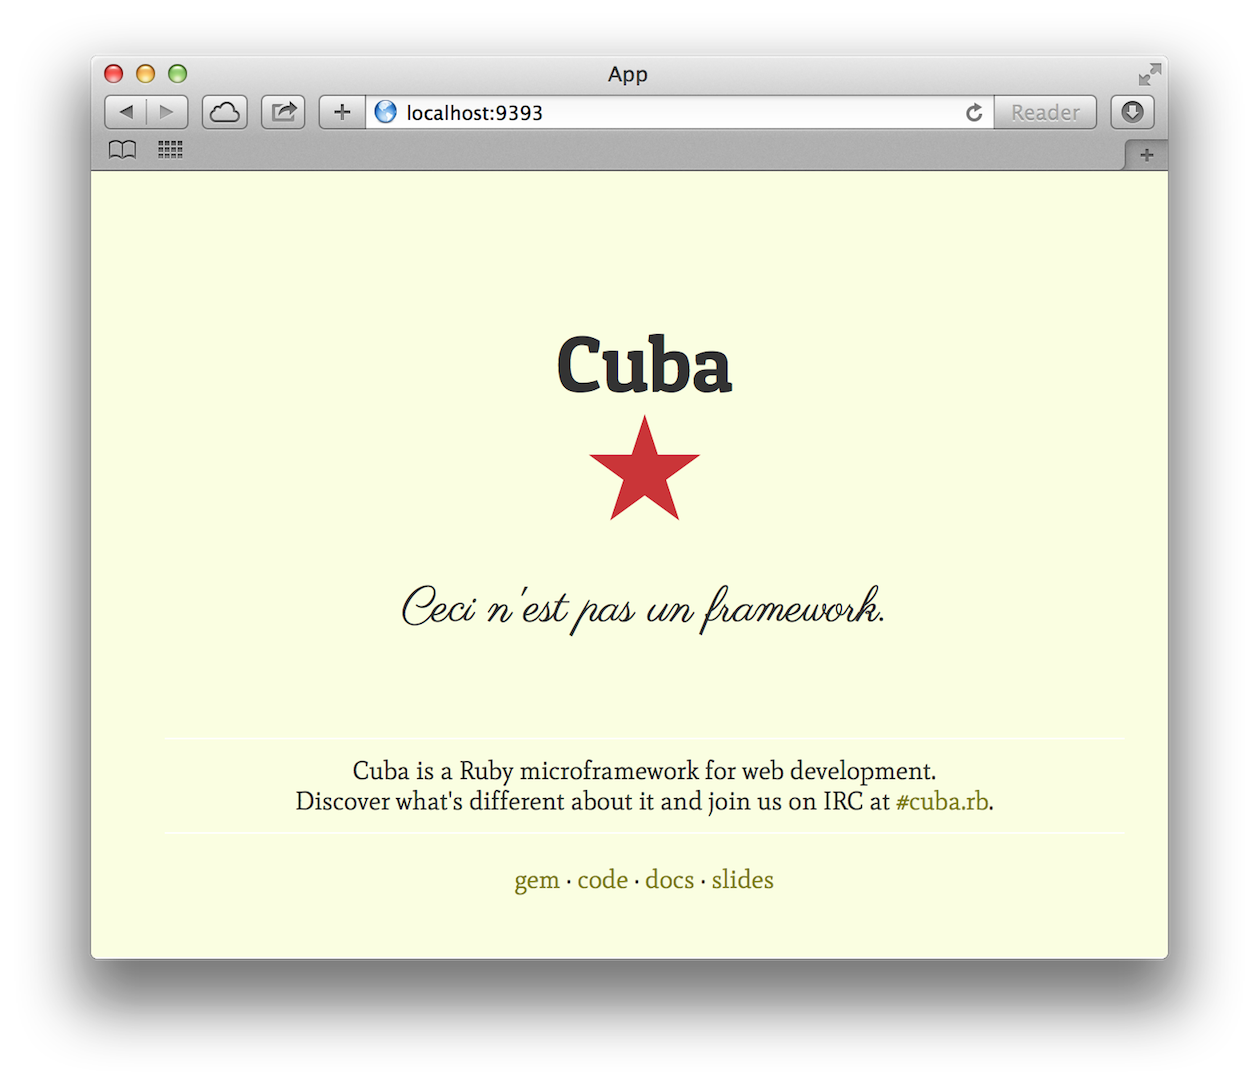 App
localhost:9393
Reader
Cuba
Ceci n'est pas un framework.
Cuba is a Ruby microframework for web development.
Discover what's different about it and join us on IRC at #cuba.rb.
gem · code · docs · slides